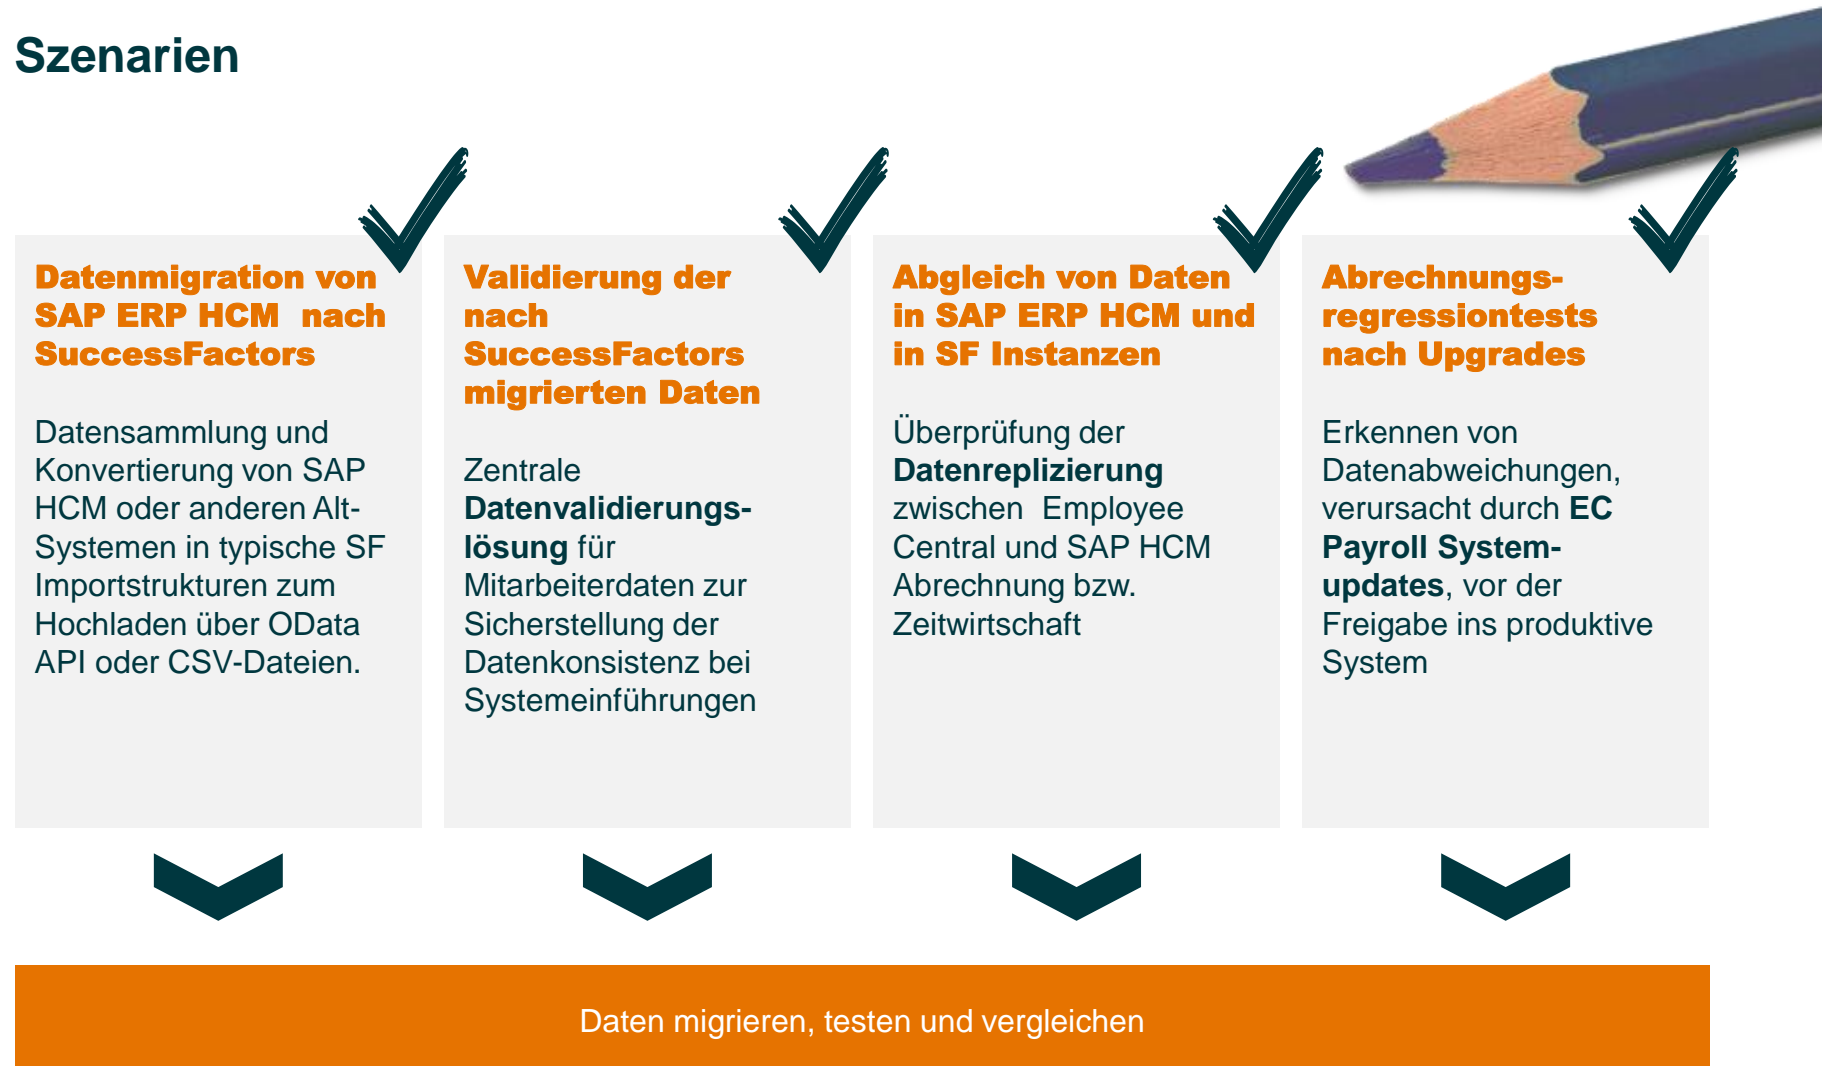 Szenarien
Datenmigration von
SAP ERP HCM  nach
SuccessFactors
Datensammlung und
Konvertierung von SAP
HCM oder anderen Alt-
Systemen in typische SF
Importstrukturen zum
Hochladen über OData
API oder CSV-Dateien.
Validierung der
nach
SuccessFactors
migrierten Daten
Zentrale
Datenvalidierungs-
lösung für
Mitarbeiterdaten zur
Sicherstellung der
Datenkonsistenz bei
Systemeinführungen
Abgleich von Daten
in SAP ERP HCM und
in SF Instanzen
Überprüfung der
Datenreplizierung
zwischen  Employee
Central und SAP HCM
Abrechnung bzw.
Zeitwirtschaft
Abrechnungs-
regressiontests
nach Upgrades
Erkennen von
Datenabweichungen,
verursacht durch EC
Payroll System-
updates, vor der
Freigabe ins produktive
System
Daten migrieren, testen und vergleichen